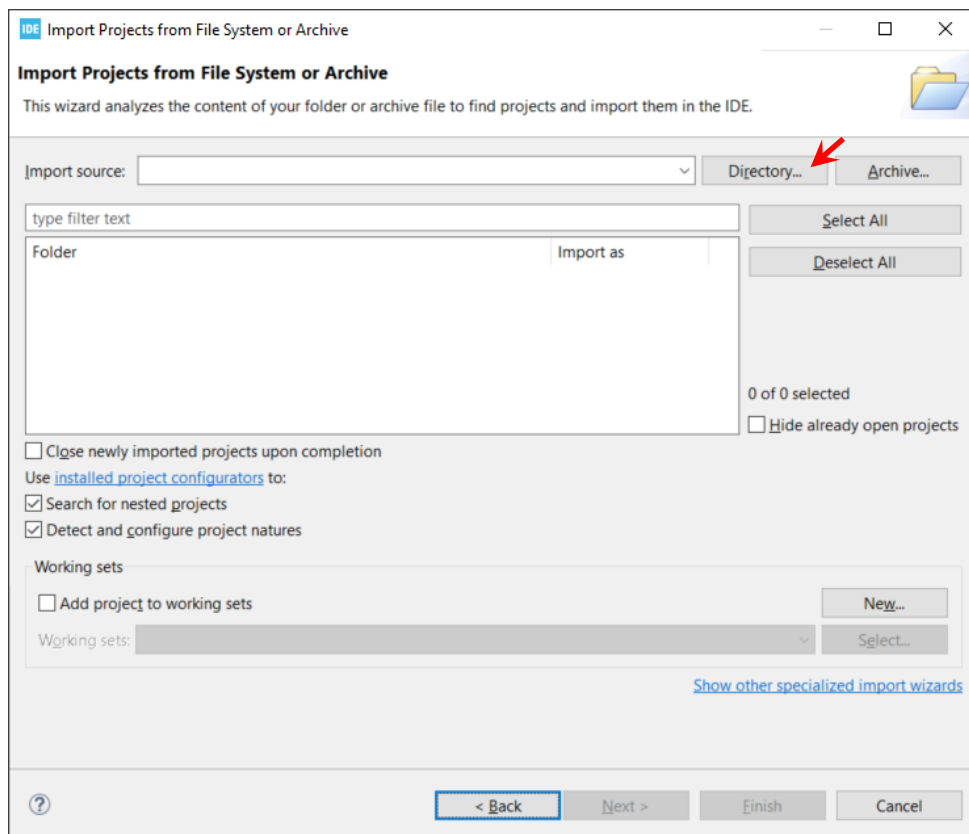 IDE Import Projects from File System or Archive
Import Projects from File System or Archive
This wizard analyzes the content of your folder or archive file to find projects and import them in the IDE.
Import source: Directory... Archive...
type filter text Select All
Folder Import as
Deselect All
0 of 0 selected
Hide already open projects
Close newly imported projects upon completion
Use installed project configurators to:
Search for nested projects
Detect and configure project natures
Working sets
Add project to working sets New...
Working sets: Select...
Show other specialized import wizards
? < Back Next > Finish Cancel